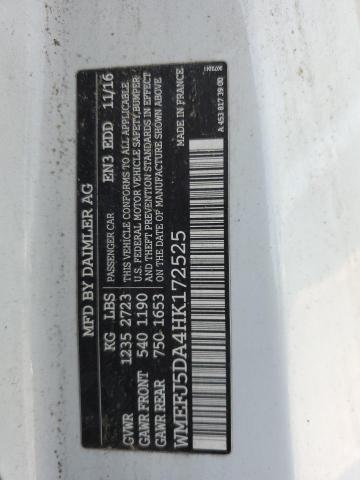 MFD BY DAIMLER AG
PASSENGER CAR EN3 EDD 11/16
KG LBS
GVWR 1235 2723
GAWR FRONT 540 1190
GAWR REAR 750 1653
THIS VEHICLE CONFORMS TO ALL APPLICABLE
U.S. FEDERAL MOTOR VEHICLE SAFETY, BUMPER,
AND THEFT PREVENTION STANDARDS IN EFFECT
ON THE DATE OF MANUFACTURE SHOWN ABOVE
WMEFJ5DA4HK172525
MADE IN FRANCE
A 453 817 39 00